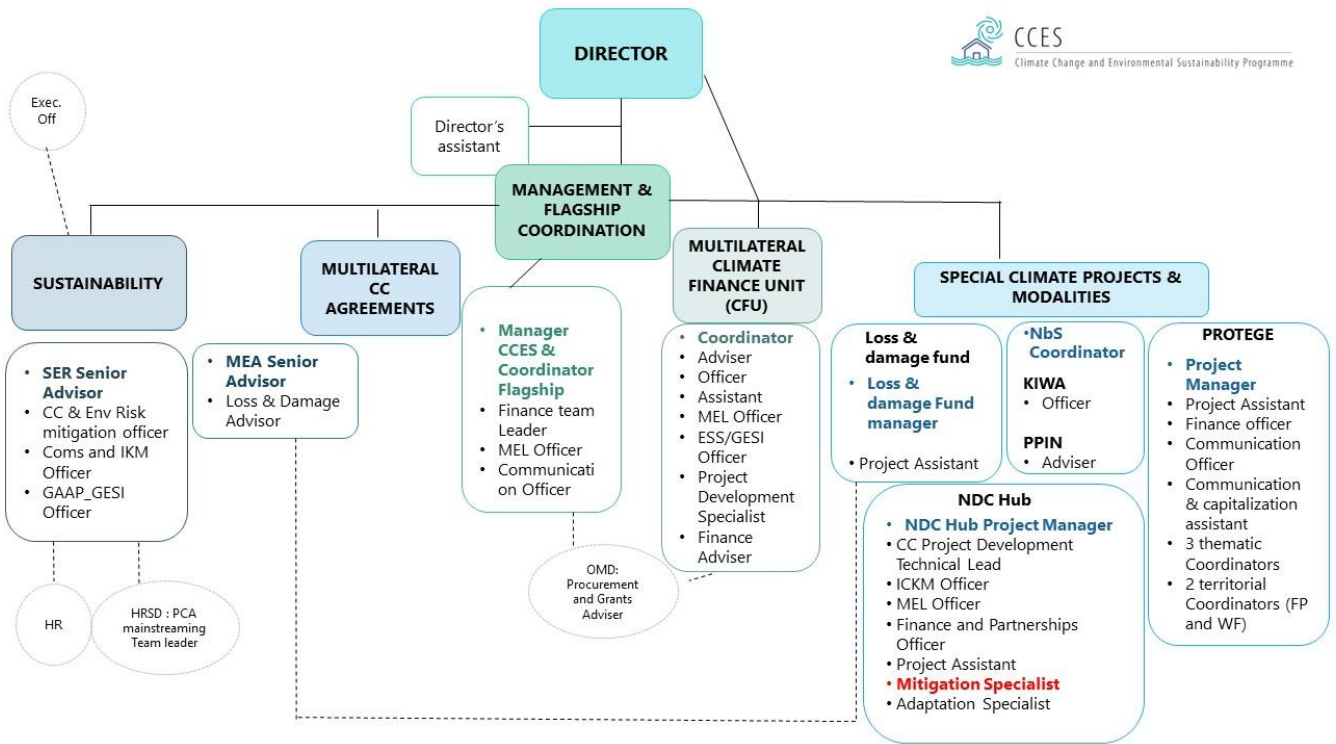 DIRECTOR
CCES
Climate Change and Environmental Sustainability Programme
Exec.
Off
Director's
assistant
MANAGEMENT &
FLAGSHIP
COORDINATION
SUSTAINABILITY
MULTILATERAL
CC
AGREEMENTS
MULTILATERAL
CLIMATE
FINANCE UNIT
(CFU)
SPECIAL CLIMATE PROJECTS &
MODALITIES
• SER Senior
Advisor
• CC & Env Risk
mitigation officer
• Coms and IKM
Officer
• GAAP_GESI
Officer
• MEA Senior
Advisor
• Loss & Damage
Advisor
• Manager
CCES &
Coordinator
Flagship
• Finance team
Leader
• MEL Officer
• Communicati
on Officer
• Coordinator
• Adviser
• Officer
• Assistant
• MEL Officer
• ESS/GESI
Officer
• Project
Development
Specialist
• Finance
Adviser
Loss &
damage fund
• Loss &
damage Fund
manager
• Project Assistant
•NbS
Coordinator
KIWA
• Officer
PPIN
• Adviser
PROTEGE
• Project
Manager
• Project Assistant
• Finance officer
• Communication
Officer
• Communication
& capitalization
assistant
• 3 thematic
Coordinators
• 2 territorial
Coordinators (FP
and WF)
NDC Hub
• NDC Hub Project Manager
• CC Project Development
Technical Lead
• ICKM Officer
• MEL Officer
• Finance and Partnerships
Officer
• Project Assistant
• Mitigation Specialist
• Adaptation Specialist
HR
HRSD : PCA
mainstreaming
Team leader
OMD:
Procurement
and Grants
Adviser